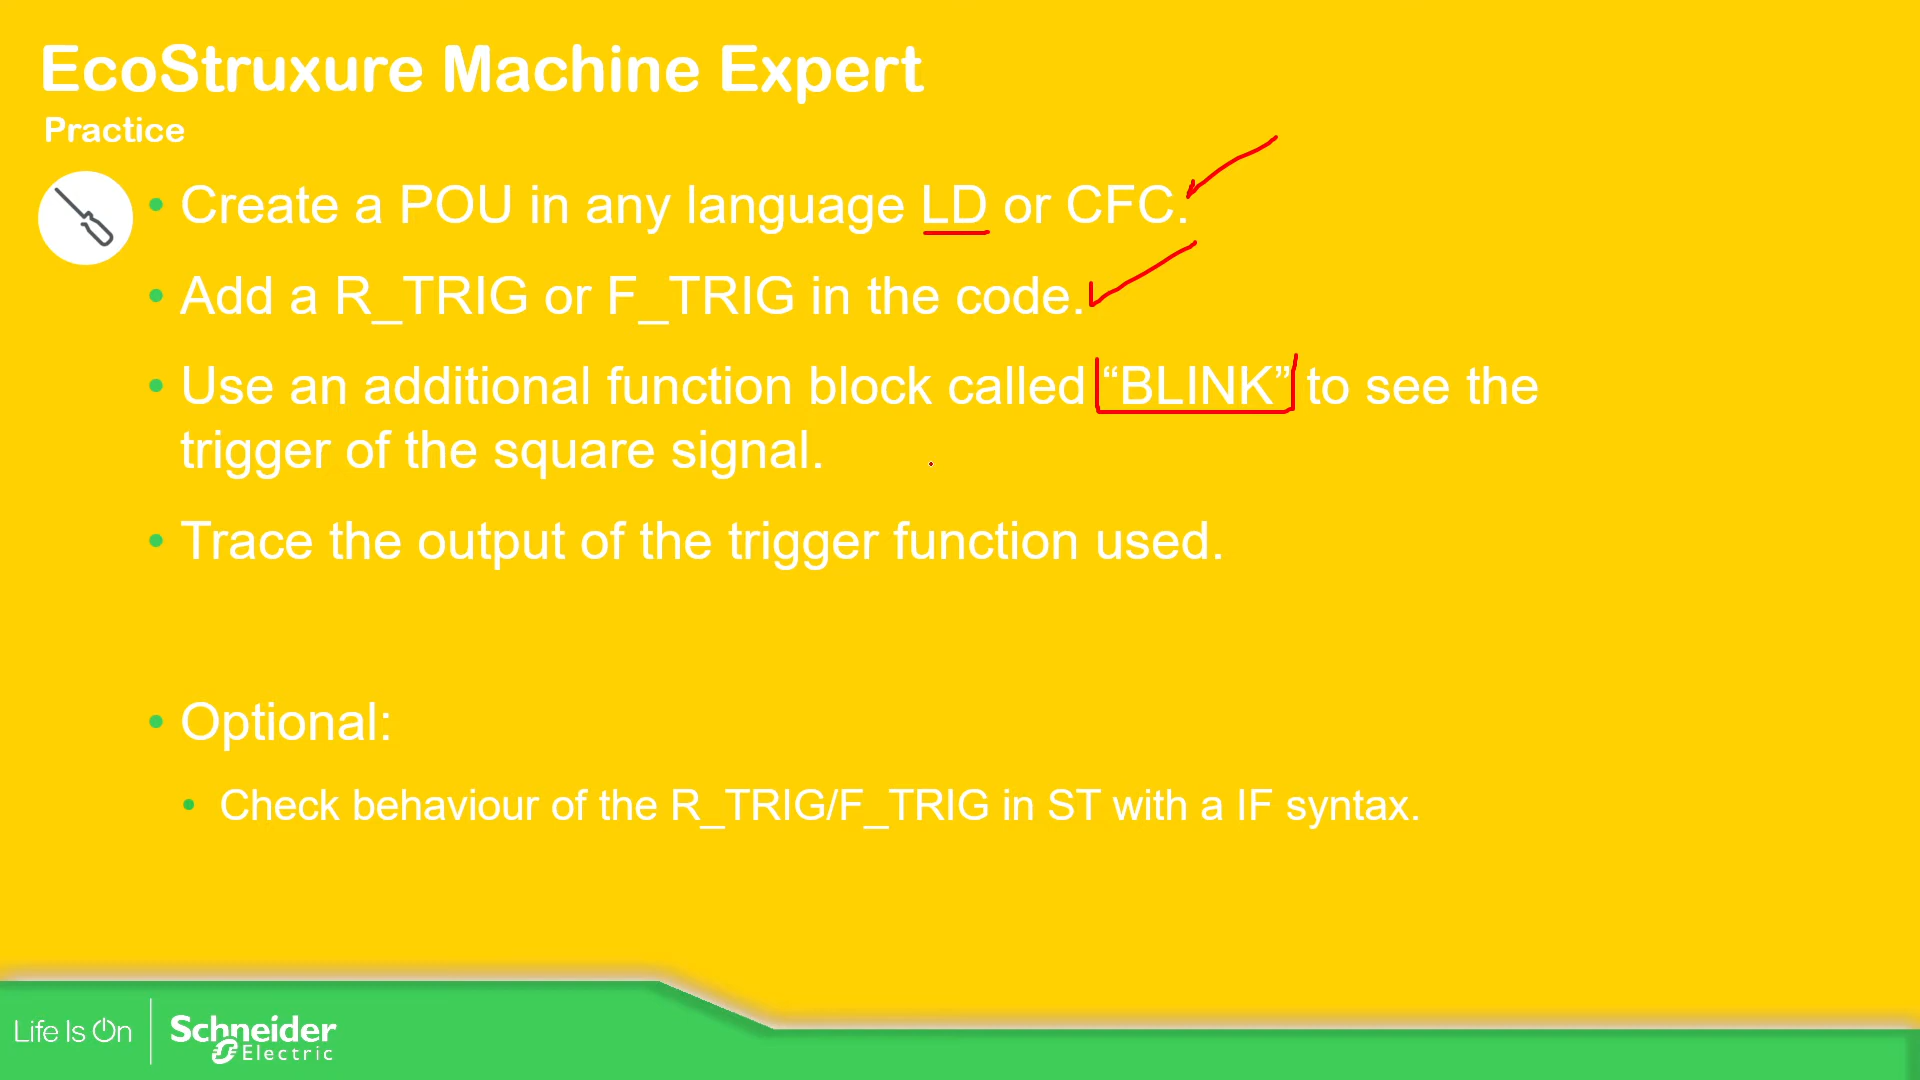 EcoStruxure Machine Expert
Practice
• Create a POU in any language LD or CFC.
• Add a R_TRIG or F_TRIG in the code.
• Use an additional function block called “BLINK” to see the
trigger of the square signal.
• Trace the output of the trigger function used.
• Optional:
• Check behaviour of the R_TRIG/F_TRIG in ST with a IF syntax.
Life Is On
Schneider
Electric